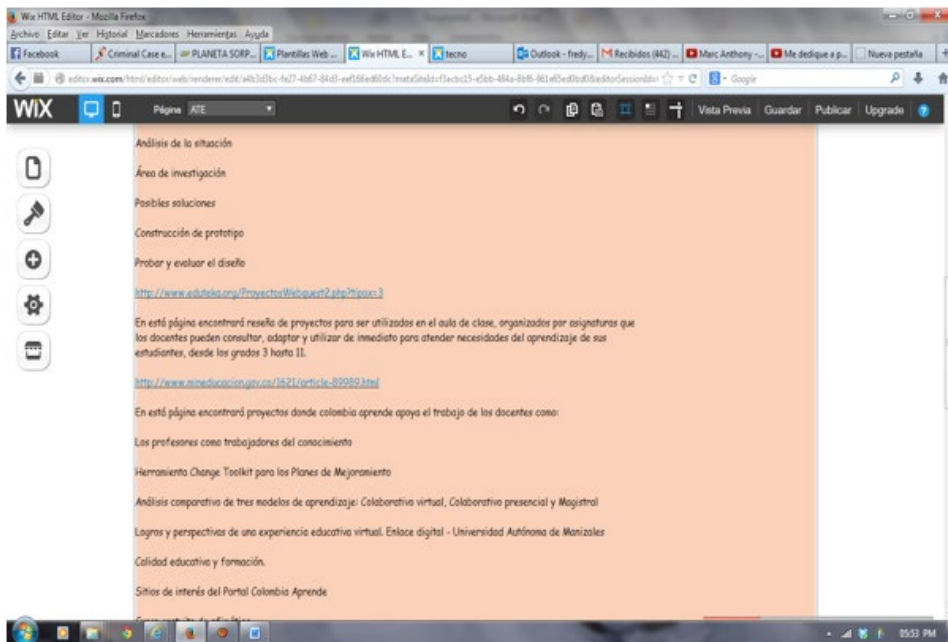 Wix HTML Editor - Mozilla Firefox
Archivo Editar Ver Historial Marcadores Herramientas Ayuda
Facebook Criminal Case e... PLANETA SORP... Plantillas Web ... Wix HTML E... tecno Outlook - fredy... Recibidos (442) ... Marc Anthony -... Me dedique a p... Nueva pestaña
Google
WIX Página ATE Vista Previa Guardar Publicar Upgrade ?
Análisis de la situación
Área de investigación
Posibles soluciones
Construcción de prototipo
Probar y evaluar el diseño
http://www.eduteka.org/ProyectosWebquest2.php?tipox=3
En está página encontrará reseña de proyectos para ser utilizados en el aula de clase, organizados por asignaturas que
los docentes pueden consultar, adaptar y utilizar de inmediato para atender necesidades del aprendizaje de sus
estudiantes, desde los grados 3 hasta 11.
http://www.mineducacion.gov.co/1621/article-89989.html
En está página encontrará proyectos donde colombia aprende apoya el trabajo de los docentes como:
Los profesores como trabajadores del conocimiento
Herramienta Change Toolkit para los Planes de Mejoramiento
Análisis comparativo de tres modelos de aprendizaje: Colaborativo virtual, Colaborativo presencial y Magistral
Logros y perspectivas de una experiencia educativa virtual. Enlace digital - Universidad Autónoma de Manizales
Calidad educativa y formación.
Sitios de interés del Portal Colombia Aprende
05:53 PM